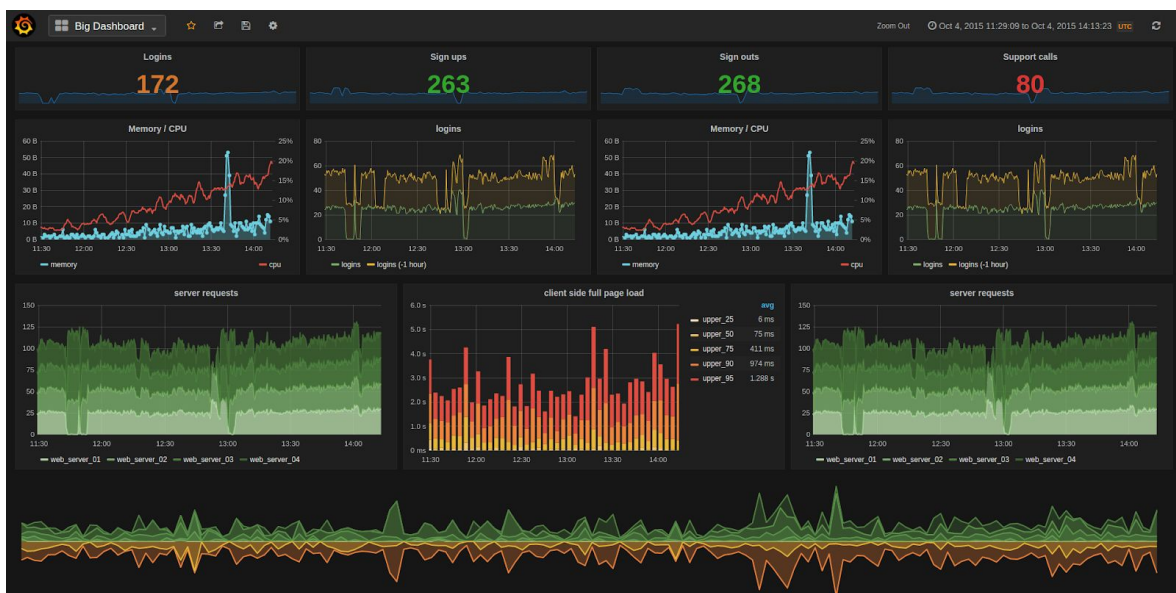 Big Dashboard
Zoom Out
Oct 4, 2015 11:29:09 to Oct 4, 2015 14:13:23 UTC
Logins
172
Sign ups
263
Sign outs
268
Support calls
80
Memory / CPU
60 B
50 B
40 B
30 B
20 B
10 B
0 B
25%
20%
15%
10%
5%
0%
11:30 12:00 12:30 13:00 13:30 14:00
memory cpu
logins
80
60
40
20
0
11:30 12:00 12:30 13:00 13:30 14:00
logins logins (-1 hour)
Memory / CPU
60 B
50 B
40 B
30 B
20 B
10 B
0 B
25%
20%
15%
10%
5%
0%
11:30 12:00 12:30 13:00 13:30 14:00
memory cpu
logins
80
60
40
20
0
11:30 12:00 12:30 13:00 13:30 14:00
logins logins (-1 hour)
server requests
150
125
100
75
50
25
0
11:30 12:00 12:30 13:00 13:30 14:00
web_server_01 web_server_02 web_server_03 web_server_04
client side full page load
6.0 s
5.0 s
4.0 s
3.0 s
2.0 s
1.0 s
0 ms
11:30 12:00 12:30 13:00 13:30 14:00
avg
upper_25 6 ms
upper_50 75 ms
upper_75 411 ms
upper_90 974 ms
upper_95 1.288 s
server requests
150
125
100
75
50
25
0
11:30 12:00 12:30 13:00 13:30 14:00
web_server_01 web_server_02 web_server_03 web_server_04